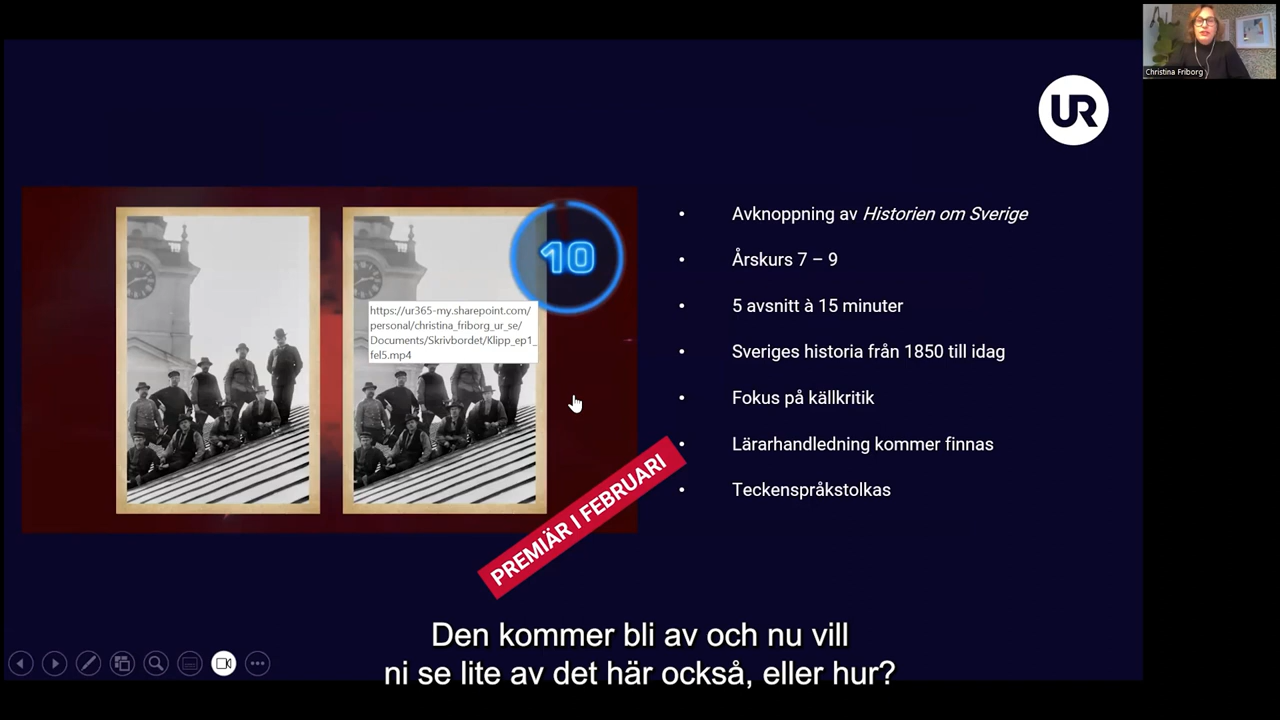 Christina Friborg
UR
10
https://ur365-my.sharepoint.com/
personal/christina_friborg_ur_se/
Documents/Skrivbordet/Klipp_ep1_
fel5.mp4
• Avknoppning av Historien om Sverige
• Årskurs 7 – 9
• 5 avsnitt à 15 minuter
• Sveriges historia från 1850 till idag
• Fokus på källkritik
• Lärarhandledning kommer finnas
• Teckenspråkstolkas
PREMIÄR I FEBRUARI
Den kommer bli av och nu vill
ni se lite av det här också, eller hur?